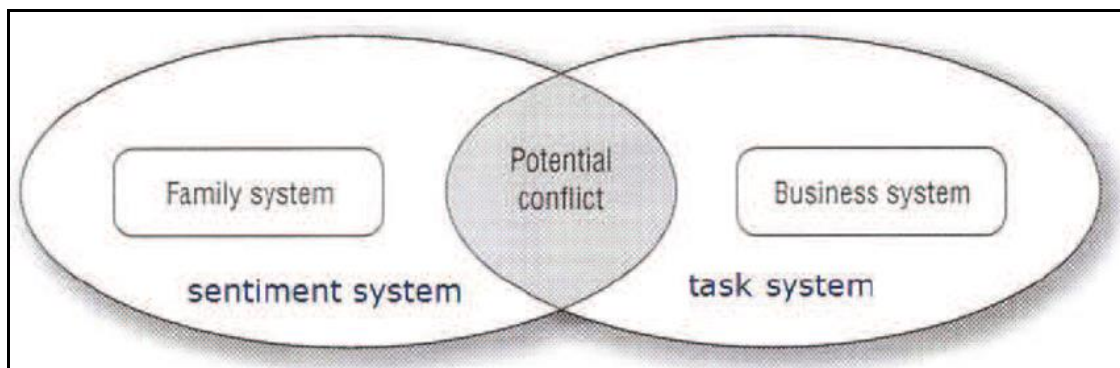 Family system
sentiment system
Potential
conflict
Business system
task system